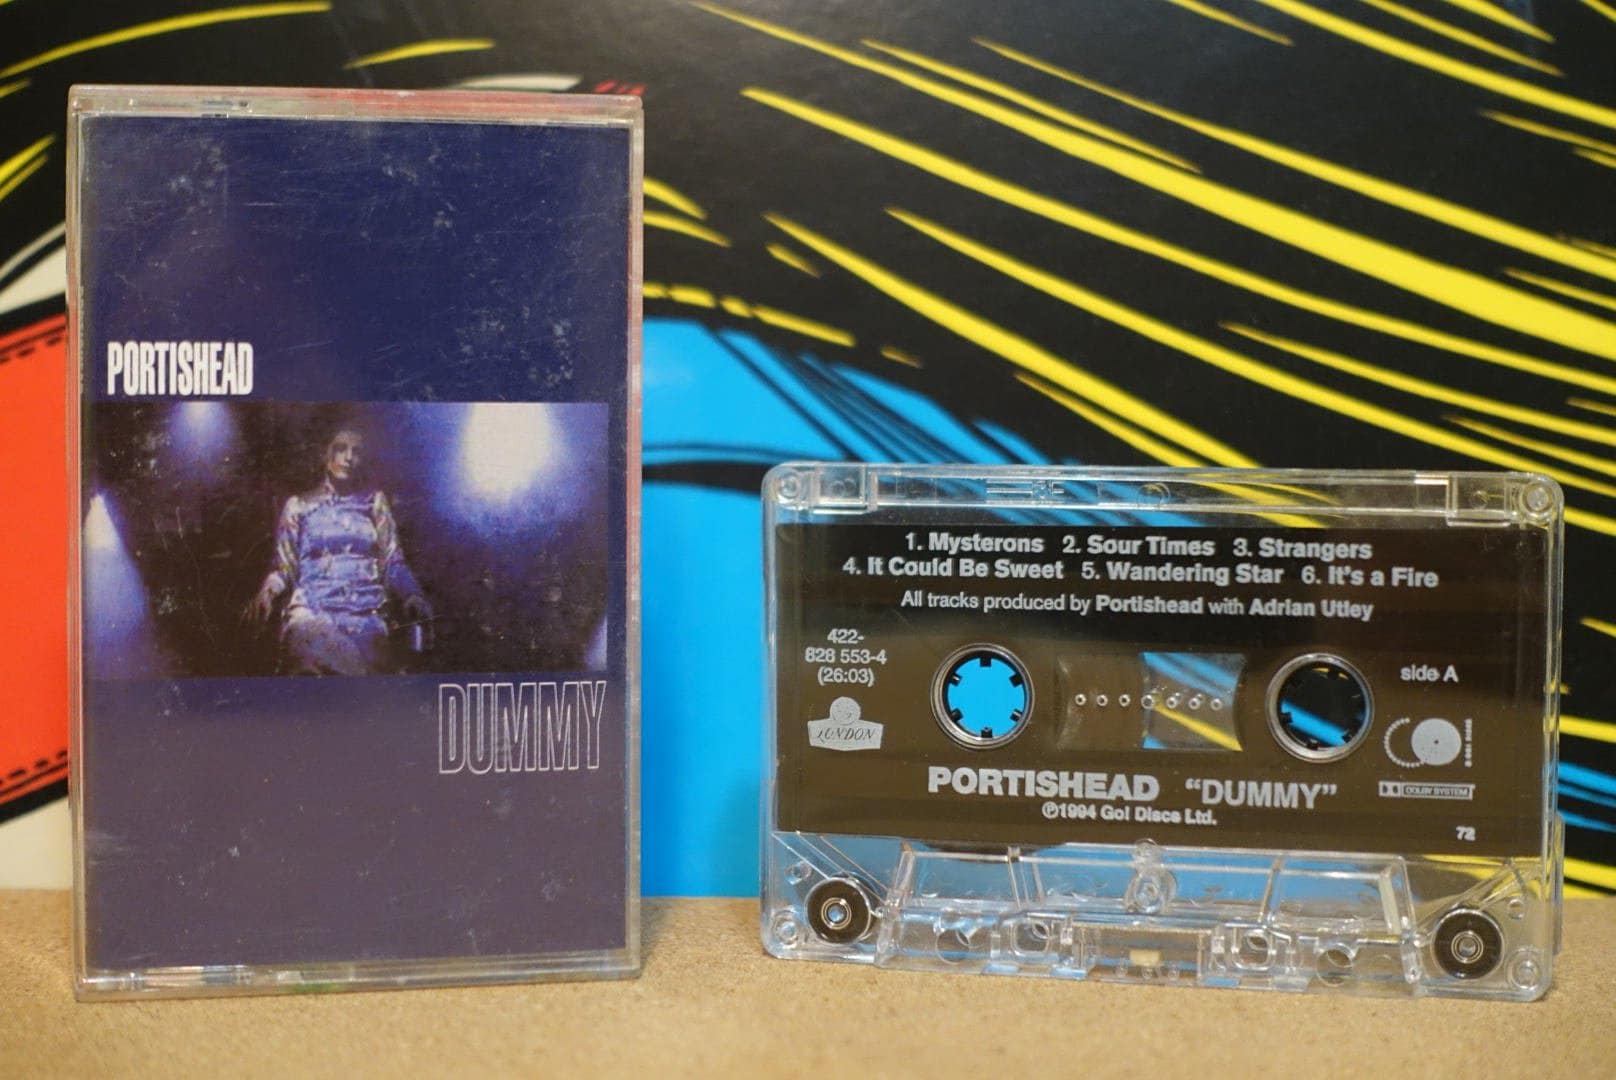 PORTISHEAD
DUMMY
1. Mysterons 2. Sour Times 3. Strangers
4. It Could Be Sweet 5. Wandering Star 6. It's a Fire
All tracks produced by Portishead with Adrian Utley
422-
828 553-4
(26:03)
LONDON
side A
PORTISHEAD “DUMMY”
℗1994 Go! Discs Ltd.
DOLBY SYSTEM
72